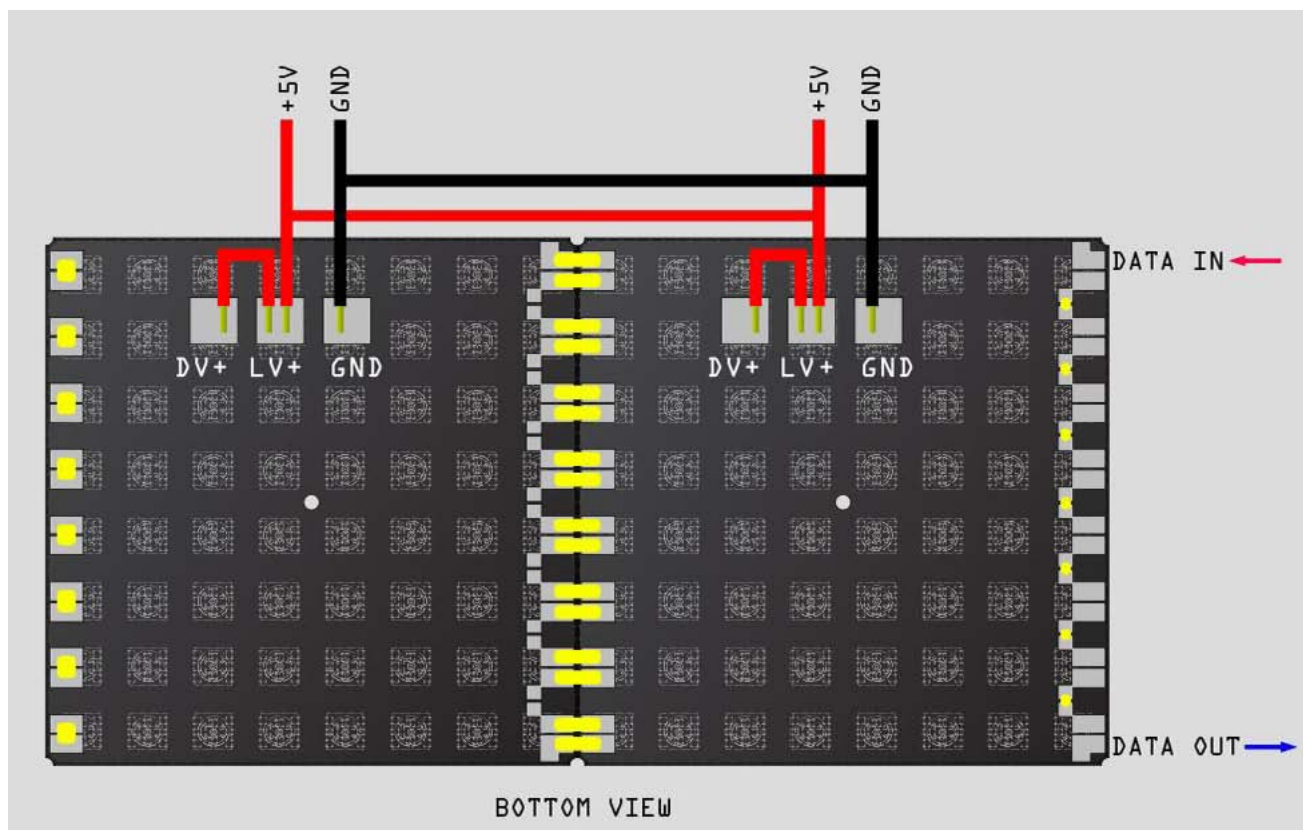 +5V GND +5V GND
DATA IN
DV+ LV+ GND DV+ LV+ GND
DATA OUT
BOTTOM VIEW